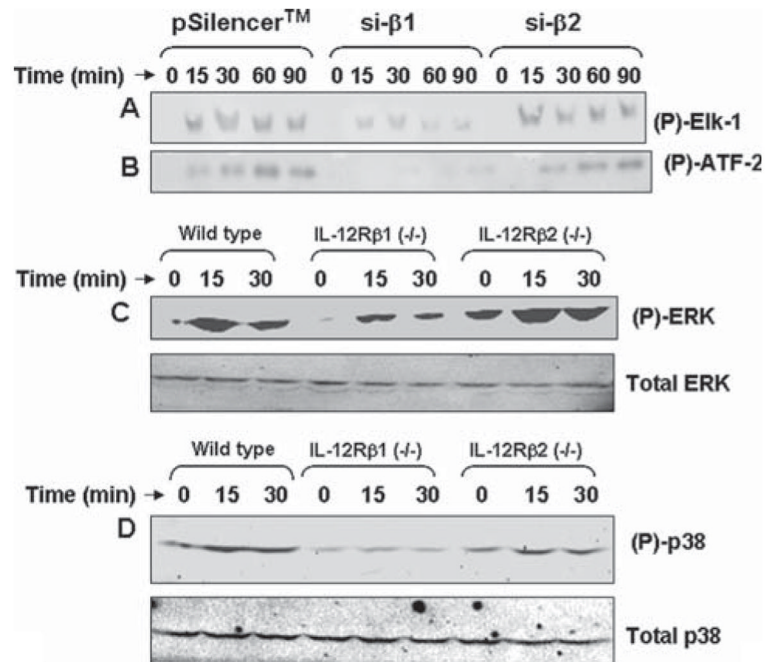 pSilencer™ si-β1 si-β2
Time (min) → 0 15 30 60 90 0 15 30 60 90 0 15 30 60 90
A (P)-Elk-1
B (P)-ATF-2
Wild type IL-12Rβ1 (-/-) IL-12Rβ2 (-/-)
Time (min) → 0 15 30 0 15 30 0 15 30
C (P)-ERK
Total ERK
Wild type IL-12Rβ1 (-/-) IL-12Rβ2 (-/-)
Time (min) → 0 15 30 0 15 30 0 15 30
D (P)-p38
Total p38